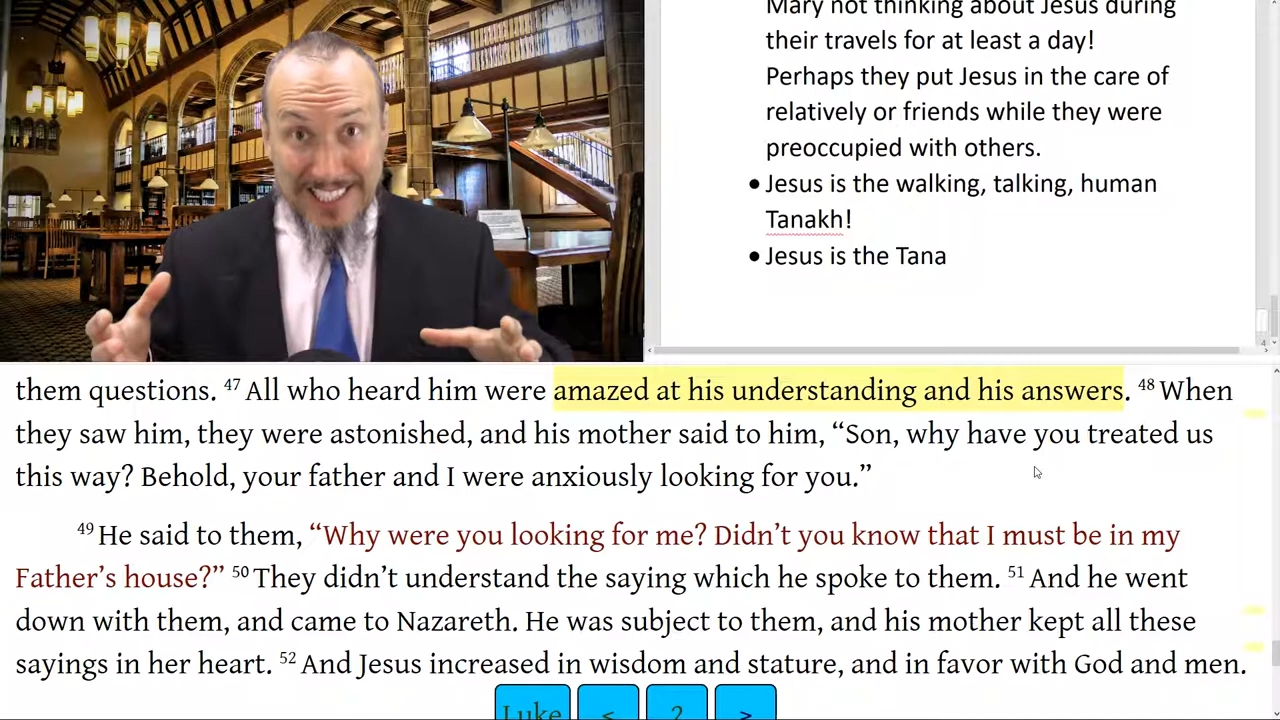 Mary not thinking about Jesus during
their travels for at least a day!
Perhaps they put Jesus in the care of
relatively or friends while they were
preoccupied with others.
• Jesus is the walking, talking, human
Tanakh!
• Jesus is the Tana
4
them questions. 47 All who heard him were amazed at his understanding and his answers. 48 When
they saw him, they were astonished, and his mother said to him, “Son, why have you treated us
this way? Behold, your father and I were anxiously looking for you.”
49 He said to them, “Why were you looking for me? Didn’t you know that I must be in my
Father’s house?” 50 They didn’t understand the saying which he spoke to them. 51 And he went
down with them, and came to Nazareth. He was subject to them, and his mother kept all these
sayings in her heart. 52 And Jesus increased in wisdom and stature, and in favor with God and men.
Luke < 2 >